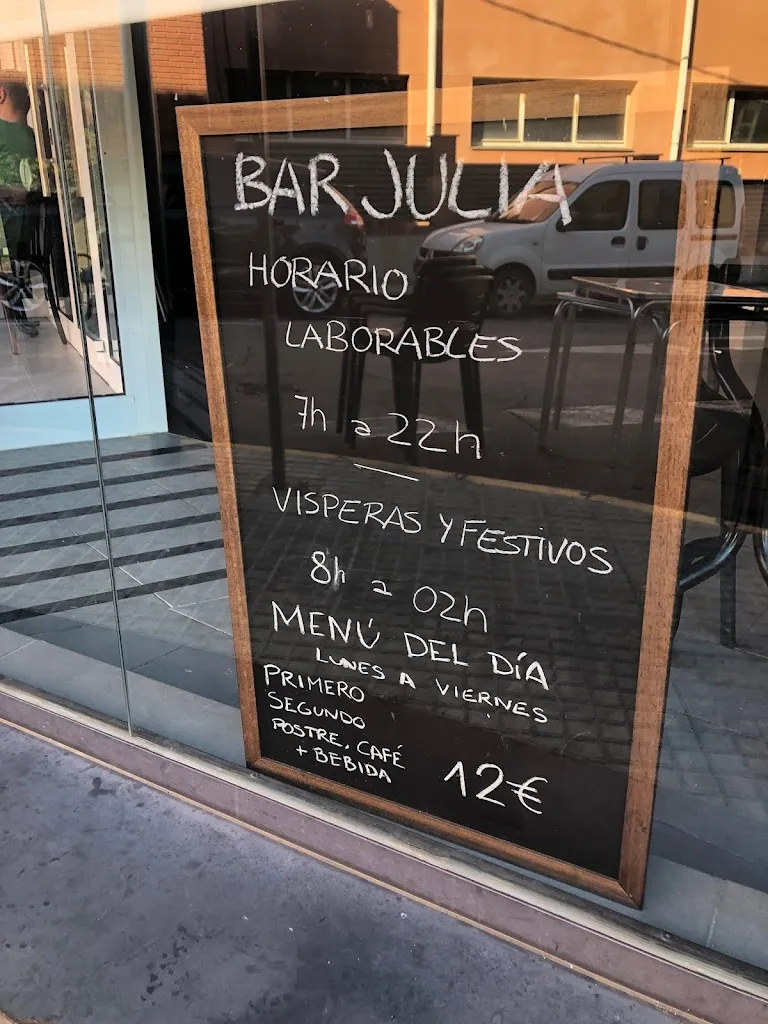 BAR JULIA
HORARIO
LABORABLES
7h a 22h
VISPERAS Y FESTIVOS
8h a 02h
MENÚ DEL DÍA
LUNES A VIERNES
PRIMERO
SEGUNDO
POSTRE, CAFÉ
+ BEBIDA
12€